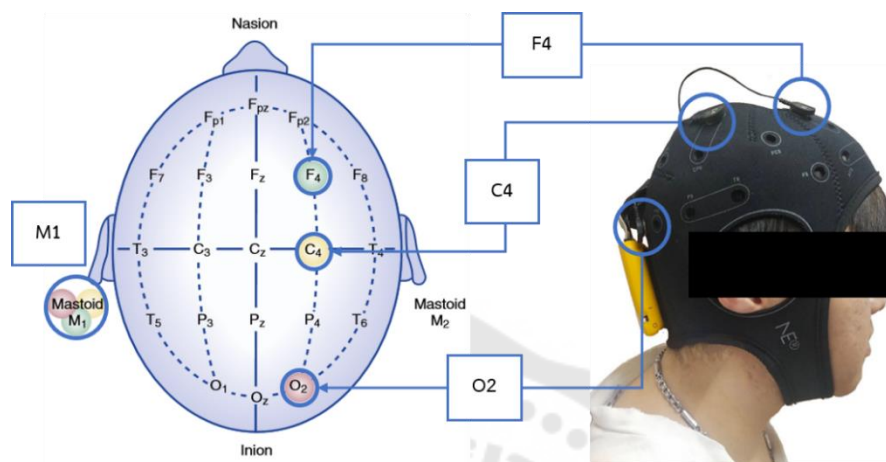 Nasion
F4
Fpz
Fp1
Fp2
F7
F3
Fz
F4
F8
C4
M1
T3
C3
Cz
C4
T4
Mastoid
M1
Mastoid
M2
T5
P3
Pz
P4
T6
O1
Oz
O2
O2
Inion
NE